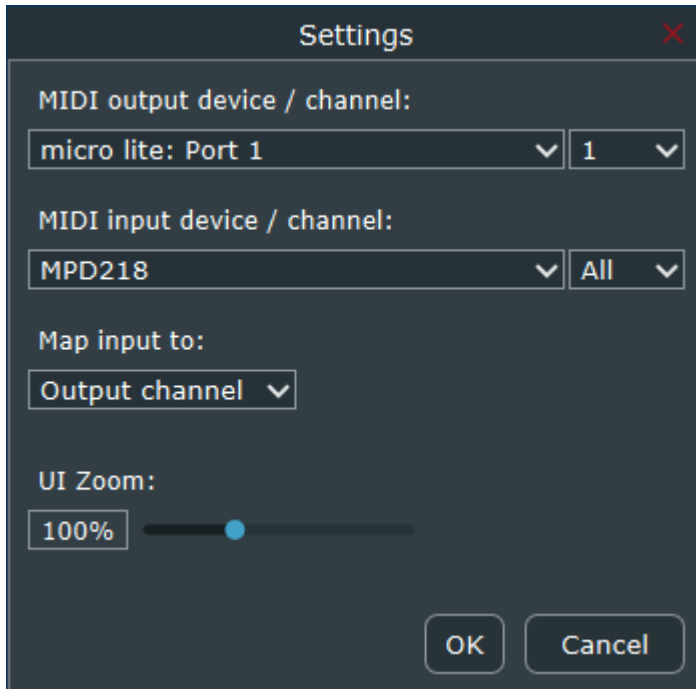 Settings
MIDI output device / channel:
micro lite: Port 1 1
MIDI input device / channel:
MPD218 All
Map input to:
Output channel
UI Zoom:
100%
OK Cancel